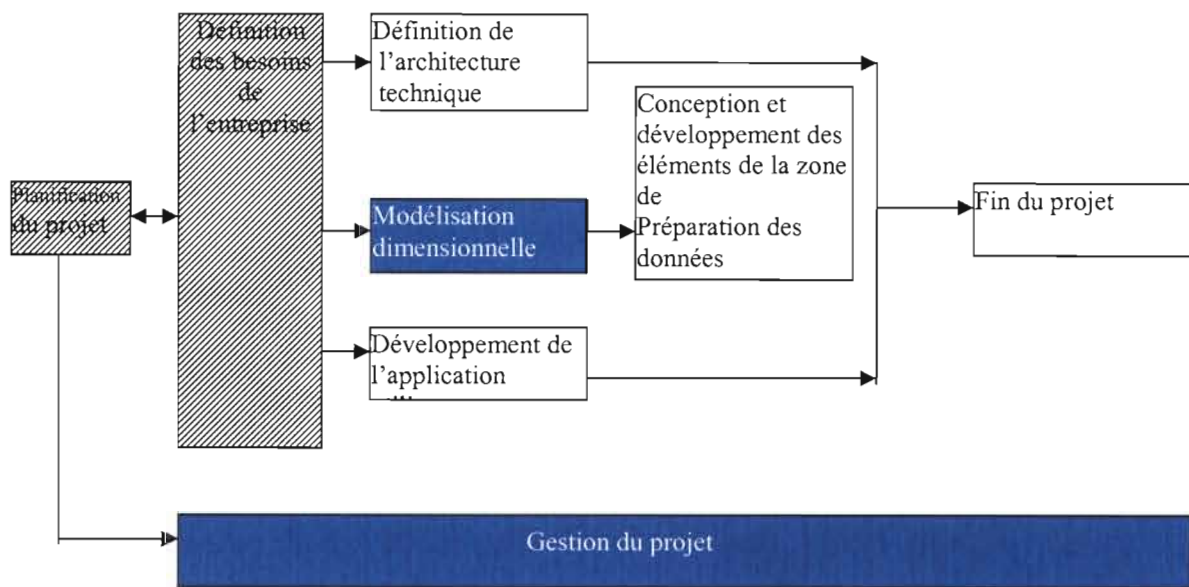 Définition
des besoins
de
l'entreprise
Définition de
l'architecture
technique
Conception et
développement des
éléments de la zone
de
Préparation des
données
Planification
du projet
Modélisation
dimensionnelle
Fin du projet
Développement de
l'application
Gestion du projet